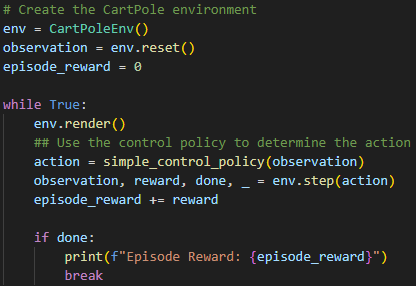 # Create the CartPole environment
env = CartPoleEnv()
observation = env.reset()
episode_reward = 0

while True:
    env.render()
    ## Use the control policy to determine the action
    action = simple_control_policy(observation)
    observation, reward, done, _ = env.step(action)
    episode_reward += reward

    if done:
        print(f"Episode Reward: {episode_reward}")
        break